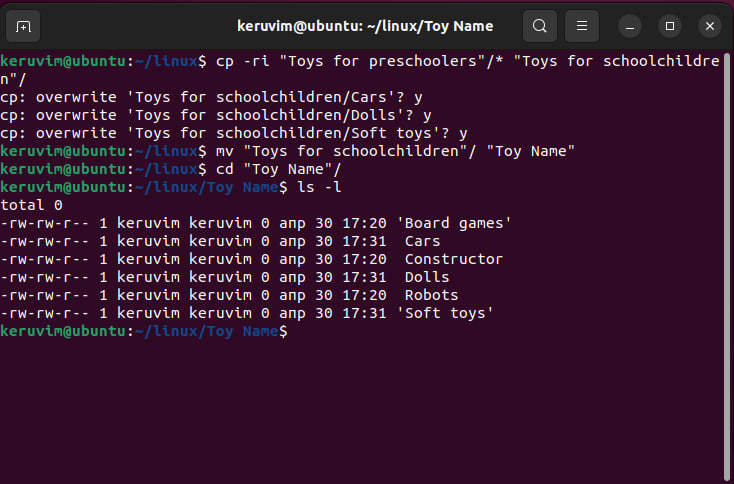 keruvim@ubuntu: ~/linux/Toy Name
keruvim@ubuntu:~/linux$ cp -ri "Toys for preschoolers"/* "Toys for schoolchildre
n"/
cp: overwrite 'Toys for schoolchildren/Cars'? y
cp: overwrite 'Toys for schoolchildren/Dolls'? y
cp: overwrite 'Toys for schoolchildren/Soft toys'? y
keruvim@ubuntu:~/linux$ mv "Toys for schoolchildren"/ "Toy Name"
keruvim@ubuntu:~/linux$ cd "Toy Name"/
keruvim@ubuntu:~/linux/Toy Name$ ls -l
total 0
-rw-rw-r-- 1 keruvim keruvim 0 апр 30 17:20 'Board games'
-rw-rw-r-- 1 keruvim keruvim 0 апр 30 17:31  Cars
-rw-rw-r-- 1 keruvim keruvim 0 апр 30 17:20  Constructor
-rw-rw-r-- 1 keruvim keruvim 0 апр 30 17:31  Dolls
-rw-rw-r-- 1 keruvim keruvim 0 апр 30 17:20  Robots
-rw-rw-r-- 1 keruvim keruvim 0 апр 30 17:31 'Soft toys'
keruvim@ubuntu:~/linux/Toy Name$